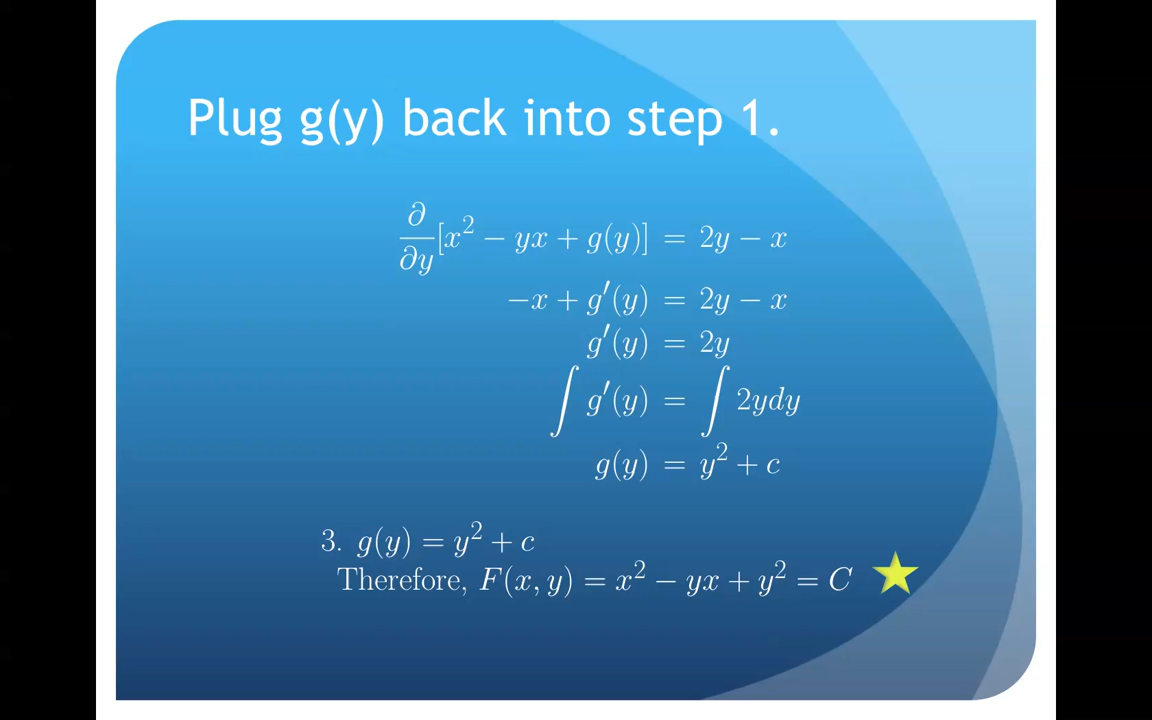 Plug g(y) back into step 1.
∂/∂y[x² − yx + g(y)] = 2y − x
−x + g′(y) = 2y − x
g′(y) = 2y
∫ g′(y) = ∫ 2ydy
g(y) = y² + c
3. g(y) = y² + c
Therefore, F(x, y) = x² − yx + y² = C